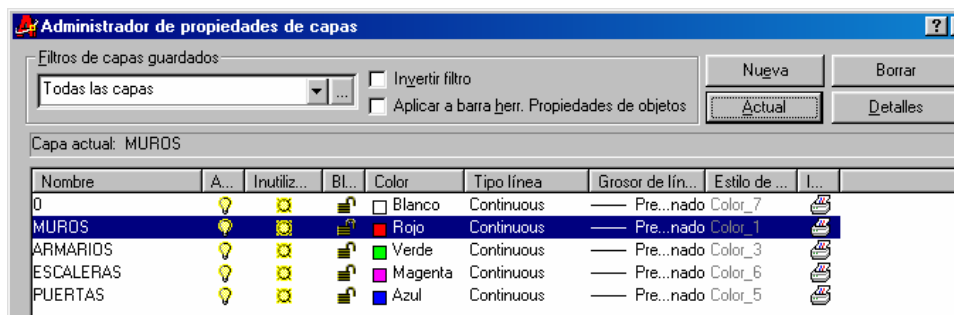 Administrador de propiedades de capas ?
Filtros de capas guardados
Todas las capas ...
Invertir filtro
Aplicar a barra herr. Propiedades de objetos
Nueva Borrar
Actual Detalles
Capa actual: MUROS
Nombre A... Inutiliz... Bl... Color Tipo línea Grosor de lín... Estilo de ... I...
0 Blanco Continuous Pre...nado Color_7
MUROS Rojo Continuous Pre...nado Color_1
ARMARIOS Verde Continuous Pre...nado Color_3
ESCALERAS Magenta Continuous Pre...nado Color_6
PUERTAS Azul Continuous Pre...nado Color_5